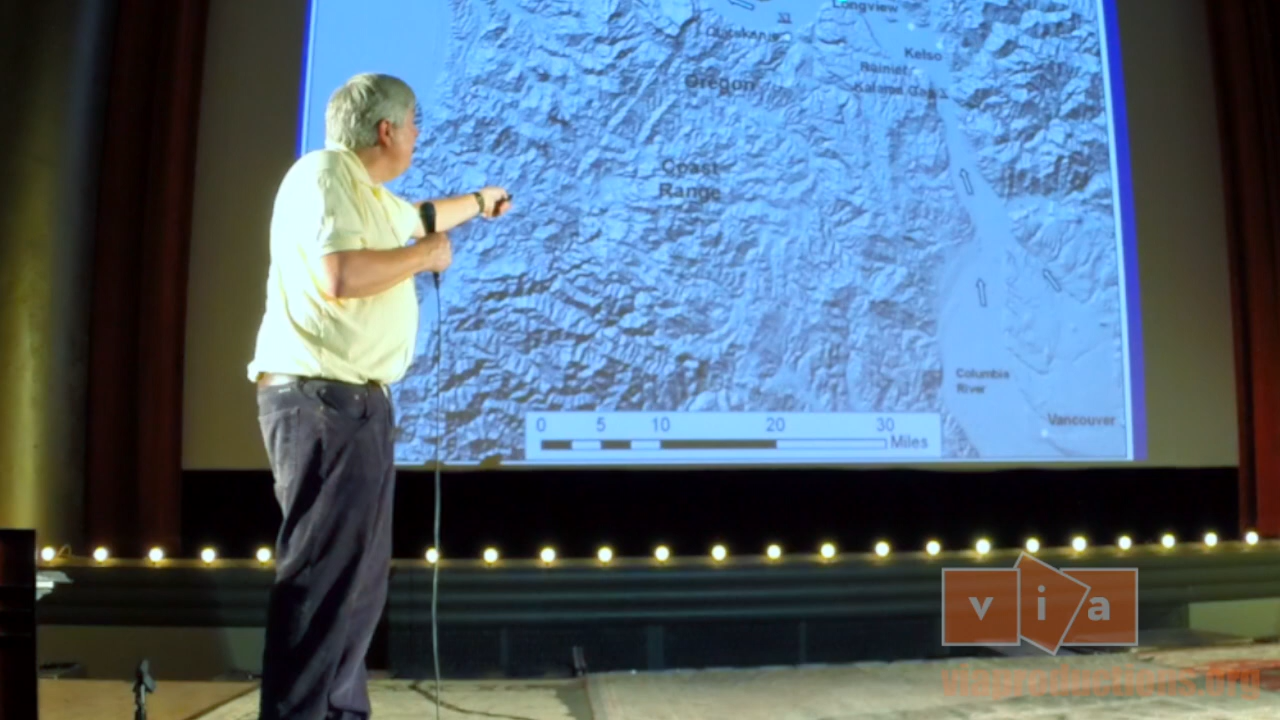 Longview
Clatskanie
Kelso
Rainier
Oregon
Kalama Gap
Coast
Range
Columbia
River
Vancouver
0 5 10 20 30
Miles
v i a
viaproductions.org